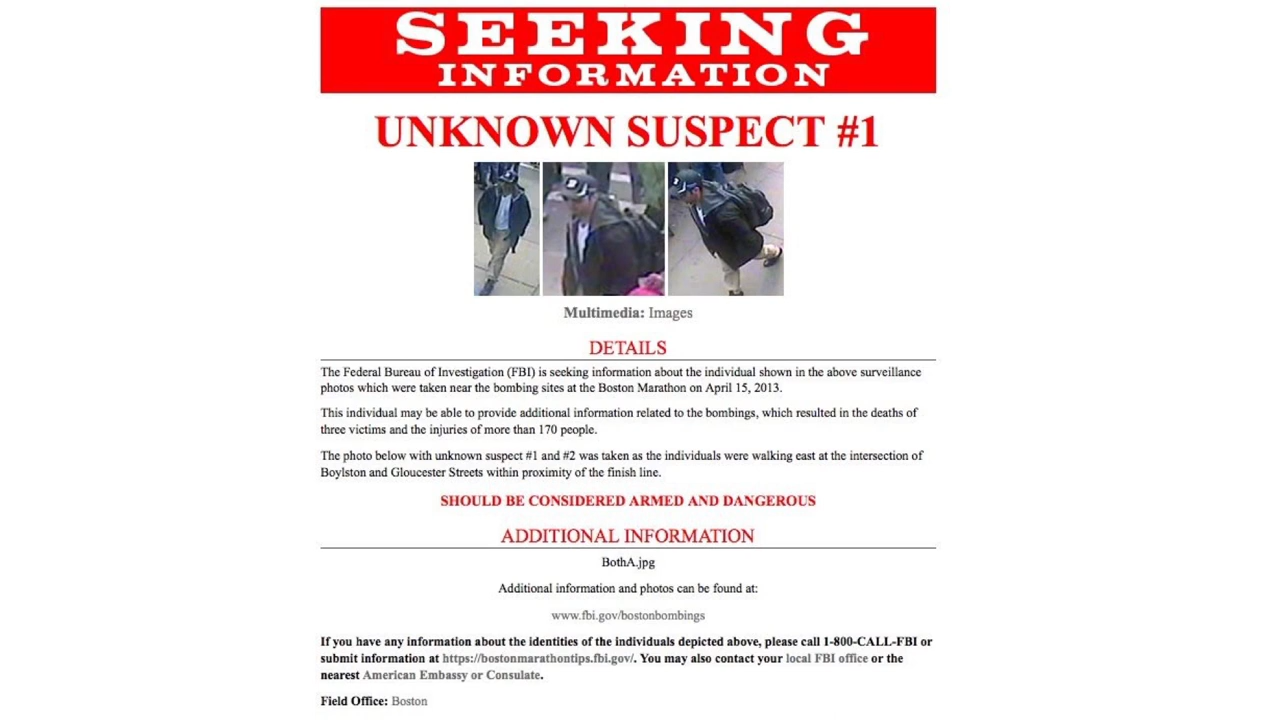 SEEKING
INFORMATION
UNKNOWN SUSPECT #1
Multimedia: Images
DETAILS
The Federal Bureau of Investigation (FBI) is seeking information about the individual shown in the above surveillance
photos which were taken near the bombing sites at the Boston Marathon on April 15, 2013.
This individual may be able to provide additional information related to the bombings, which resulted in the deaths of
three victims and the injuries of more than 170 people.
The photo below with unknown suspect #1 and #2 was taken as the individuals were walking east at the intersection of
Boylston and Gloucester Streets within proximity of the finish line.
SHOULD BE CONSIDERED ARMED AND DANGEROUS
ADDITIONAL INFORMATION
BothA.jpg
Additional information and photos can be found at:
www.fbi.gov/bostonbombings
If you have any information about the identities of the individuals depicted above, please call 1-800-CALL-FBI or
submit information at https://bostonmarathontips.fbi.gov/. You may also contact your local FBI office or the
nearest American Embassy or Consulate.
Field Office: Boston